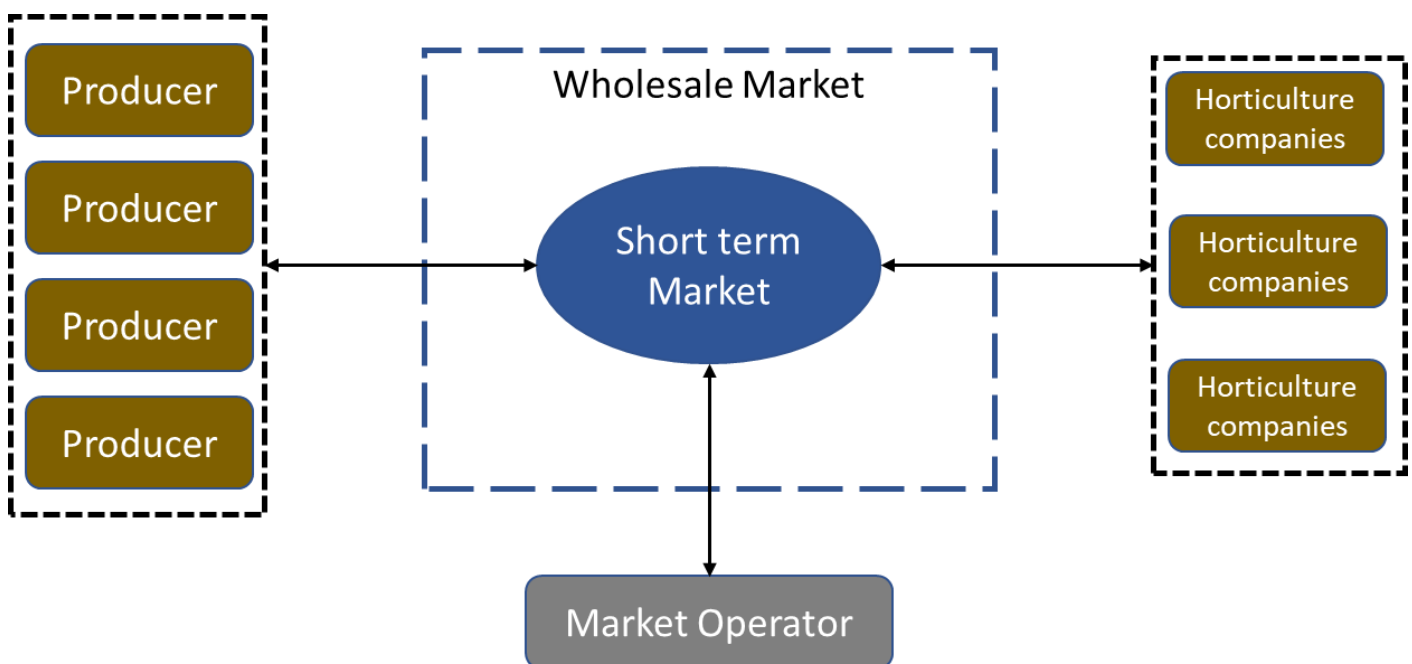 Producer
Producer
Producer
Producer
Wholesale Market
Short term
Market
Market Operator
Horticulture
companies
Horticulture
companies
Horticulture
companies